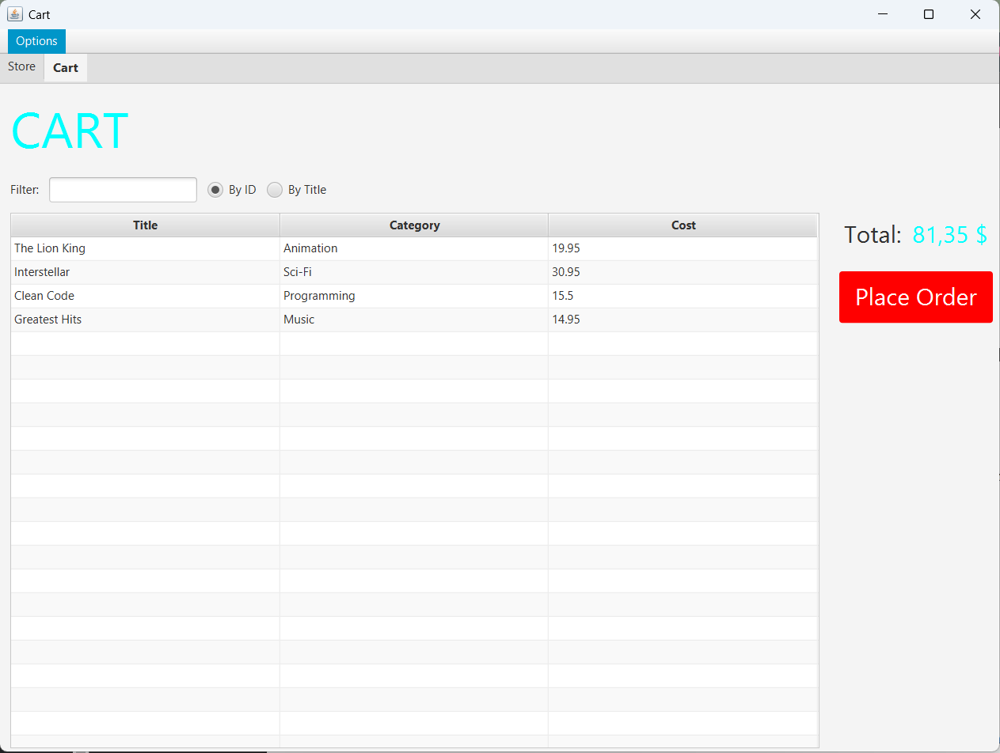 Cart
Options
Store Cart
CART
Filter: By ID By Title
Title Category Cost
The Lion King Animation 19.95
Interstellar Sci-Fi 30.95
Clean Code Programming 15.5
Greatest Hits Music 14.95
Total: 81,35 $
Place Order